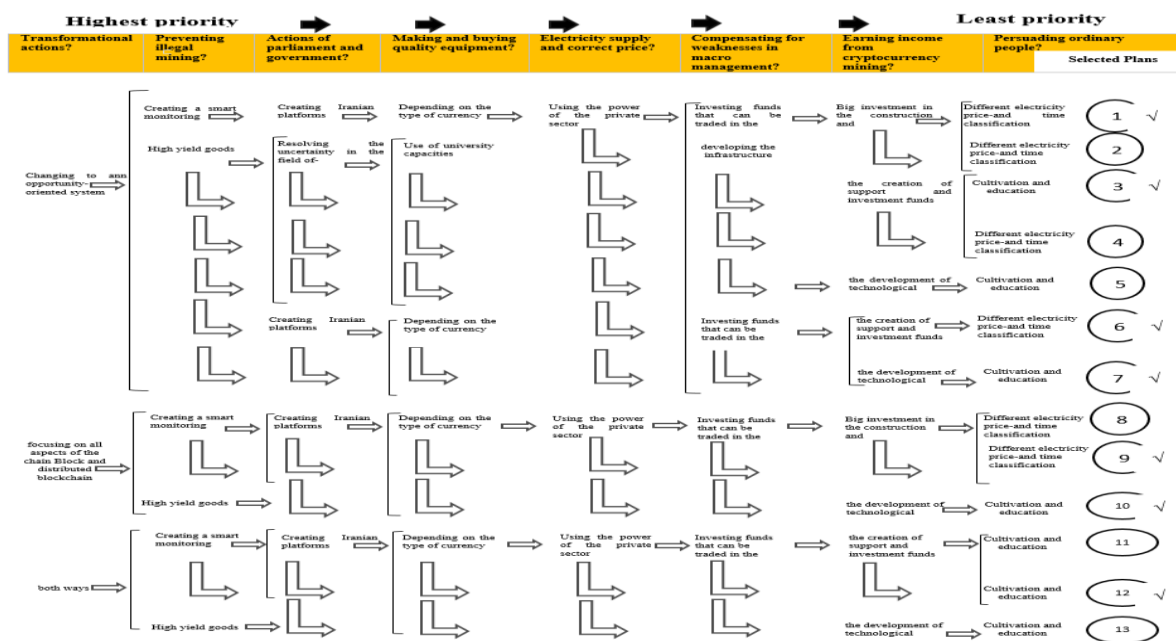 Highest priority
Least priority
Transformational actions?
Preventing illegal mining?
Actions of parliament and government?
Making and buying quality equipment?
Electricity supply and correct price?
Compensating for weaknesses in macro management?
Earning income from cryptocurrency mining?
Persuading ordinary people?
Selected Plans
Changing to ann opportunity-oriented system
Creating a smart monitoring
Creating Iranian platforms
Depending on the type of currency
Using the power of the private sector
Investing funds that can be traded in the
Big investment in the construction and
Different electricity price-and time classification
1 √
High yield goods
Resolving the uncertainty in the field of-
Use of university capacities
developing the infrastructure
Different electricity price-and time classification
2
the creation of support and investment funds
Cultivation and education
3 √
Different electricity price-and time classification
4
the development of technological
Cultivation and education
5
Creating Iranian platforms
Depending on the type of currency
Investing funds that can be traded in the
the creation of support and investment funds
Different electricity price-and time classification
6 √
the development of technological
Cultivation and education
7 √
focusing on all aspects of the chain Block and distributed blockchain
Creating a smart monitoring
Creating Iranian platforms
Depending on the type of currency
Using the power of the private sector
Investing funds that can be traded in the
Big investment in the construction and
Different electricity price-and time classification
8
Different electricity price-and time classification
9 √
High yield goods
the development of technological
Cultivation and education
10 √
both ways
Creating a smart monitoring
Creating Iranian platforms
Depending on the type of currency
Using the power of the private sector
Investing funds that can be traded in the
the creation of support and investment funds
Cultivation and education
11
Cultivation and education
12 √
High yield goods
the development of technological
Cultivation and education
13